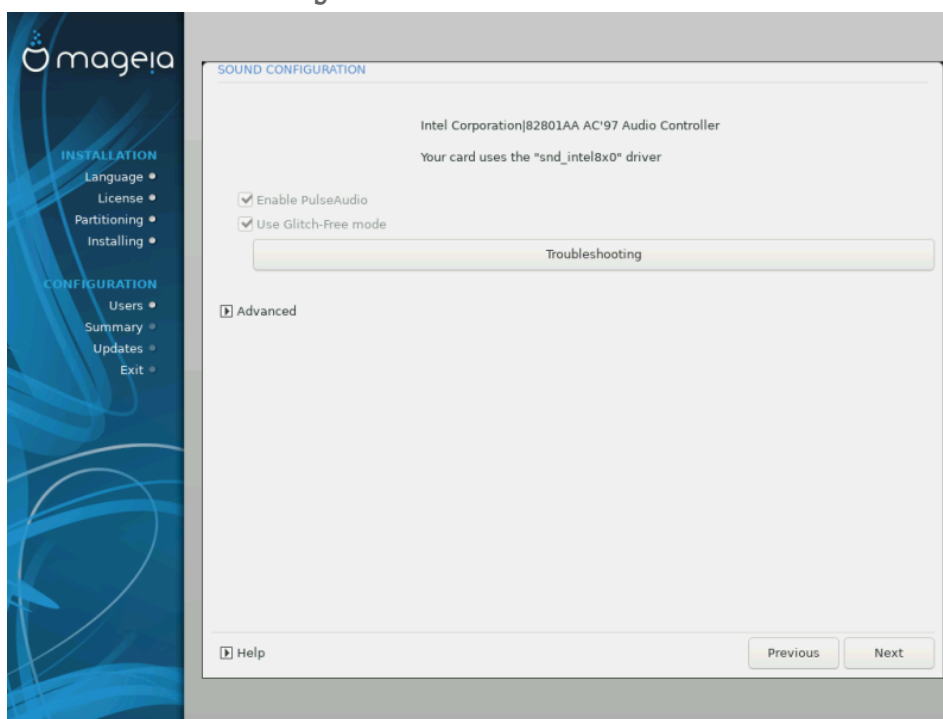 mageia
INSTALLATION
Language
License
Partitioning
Installing
CONFIGURATION
Users
Summary
Updates
Exit
SOUND CONFIGURATION
Intel Corporation|82801AA AC'97 Audio Controller
Your card uses the "snd_intel8x0" driver
Enable PulseAudio
Use Glitch-Free mode
Troubleshooting
Advanced
Help
Previous
Next